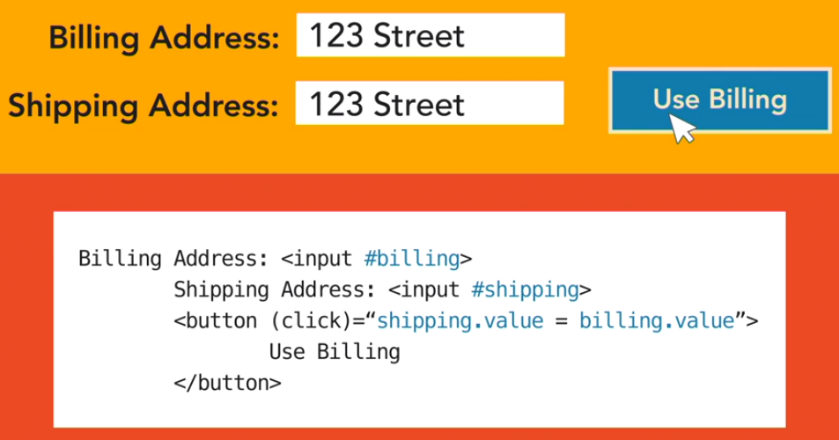 Billing Address: 123 Street
Shipping Address: 123 Street
Use Billing
Billing Address: <input #billing>
Shipping Address: <input #shipping>
<button (click)=“shipping.value = billing.value”>
Use Billing
</button>